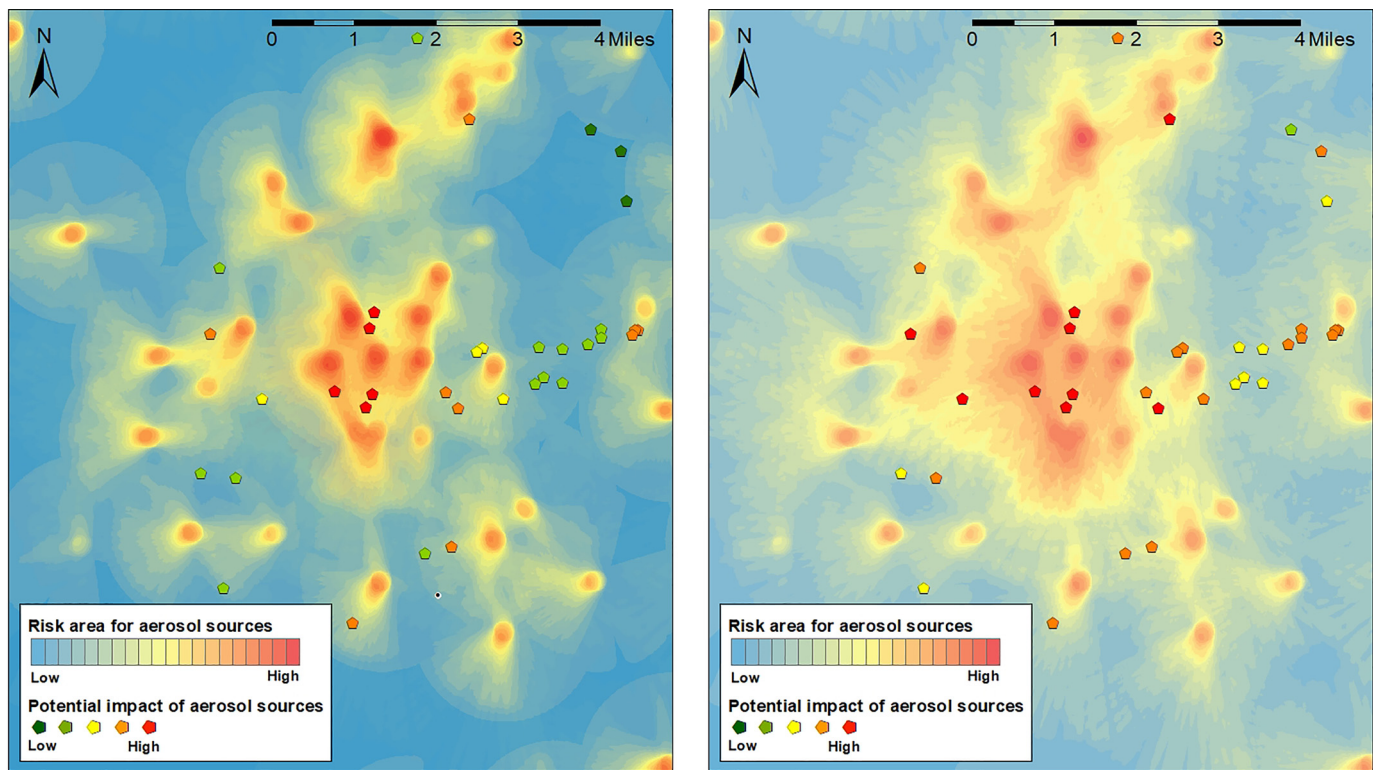 N
0 1 2 3 4 Miles
Risk area for aerosol sources
Low High
Potential impact of aerosol sources
Low High
N
0 1 2 3 4 Miles
Risk area for aerosol sources
Low High
Potential impact of aerosol sources
Low High